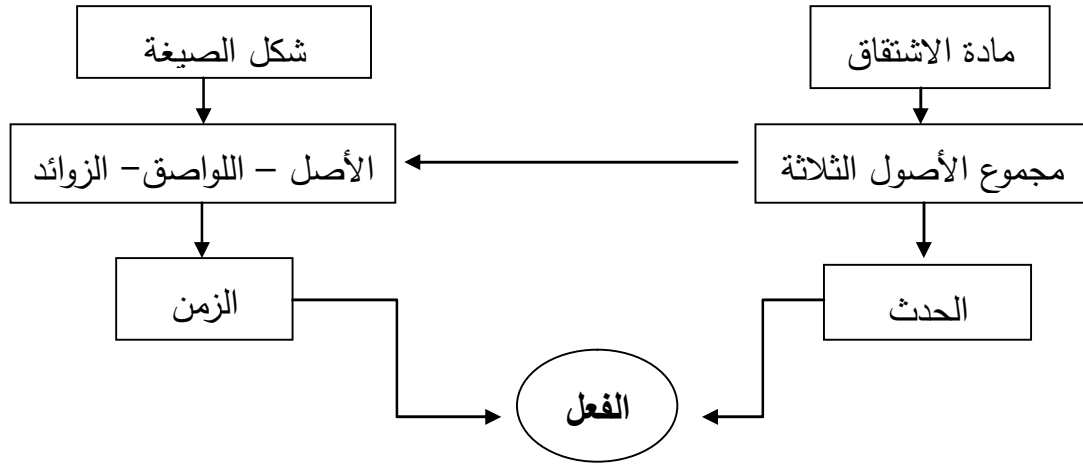 مادة الاشتقاق
شكل الصيغة
مجموع الأصول الثلاثة
الأصل – اللواصق– الزوائد
الحدث
الزمن
الفعل